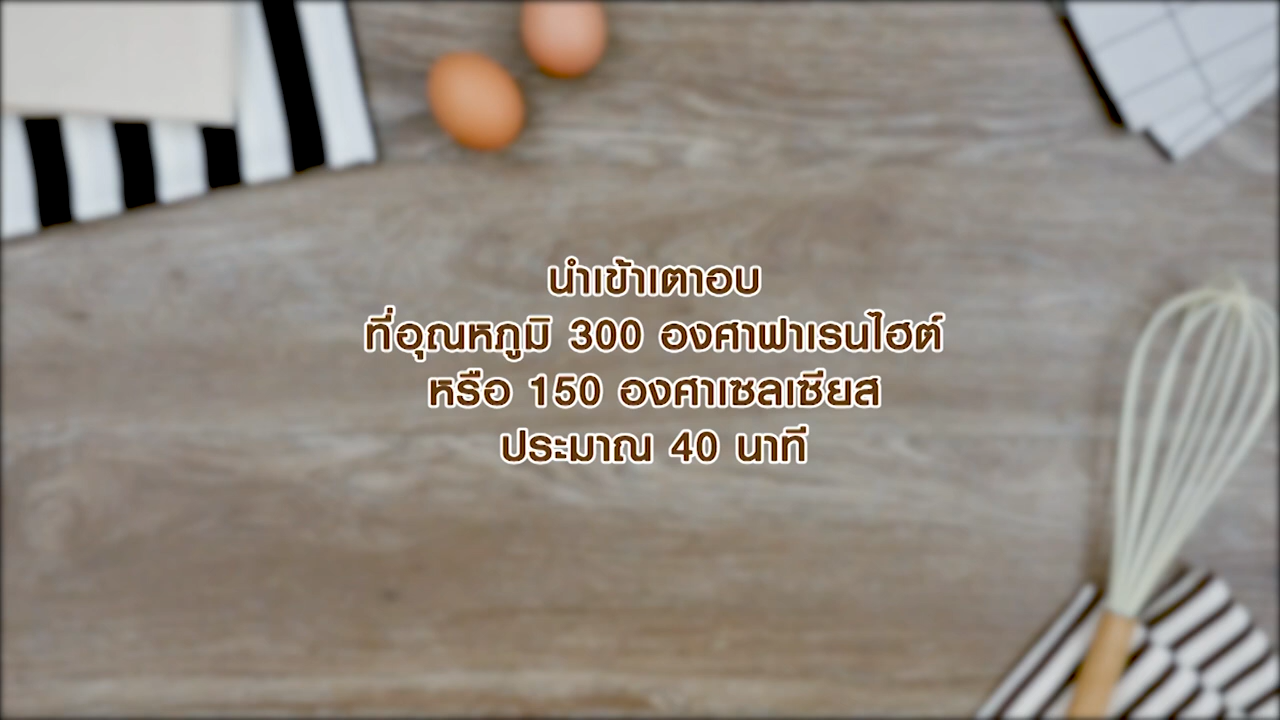 นำเข้าเตาอบ
ที่อุณหภูมิ 300 องศาฟาเรนไฮต์
หรือ 150 องศาเซลเซียส
ประมาณ 40 นาที